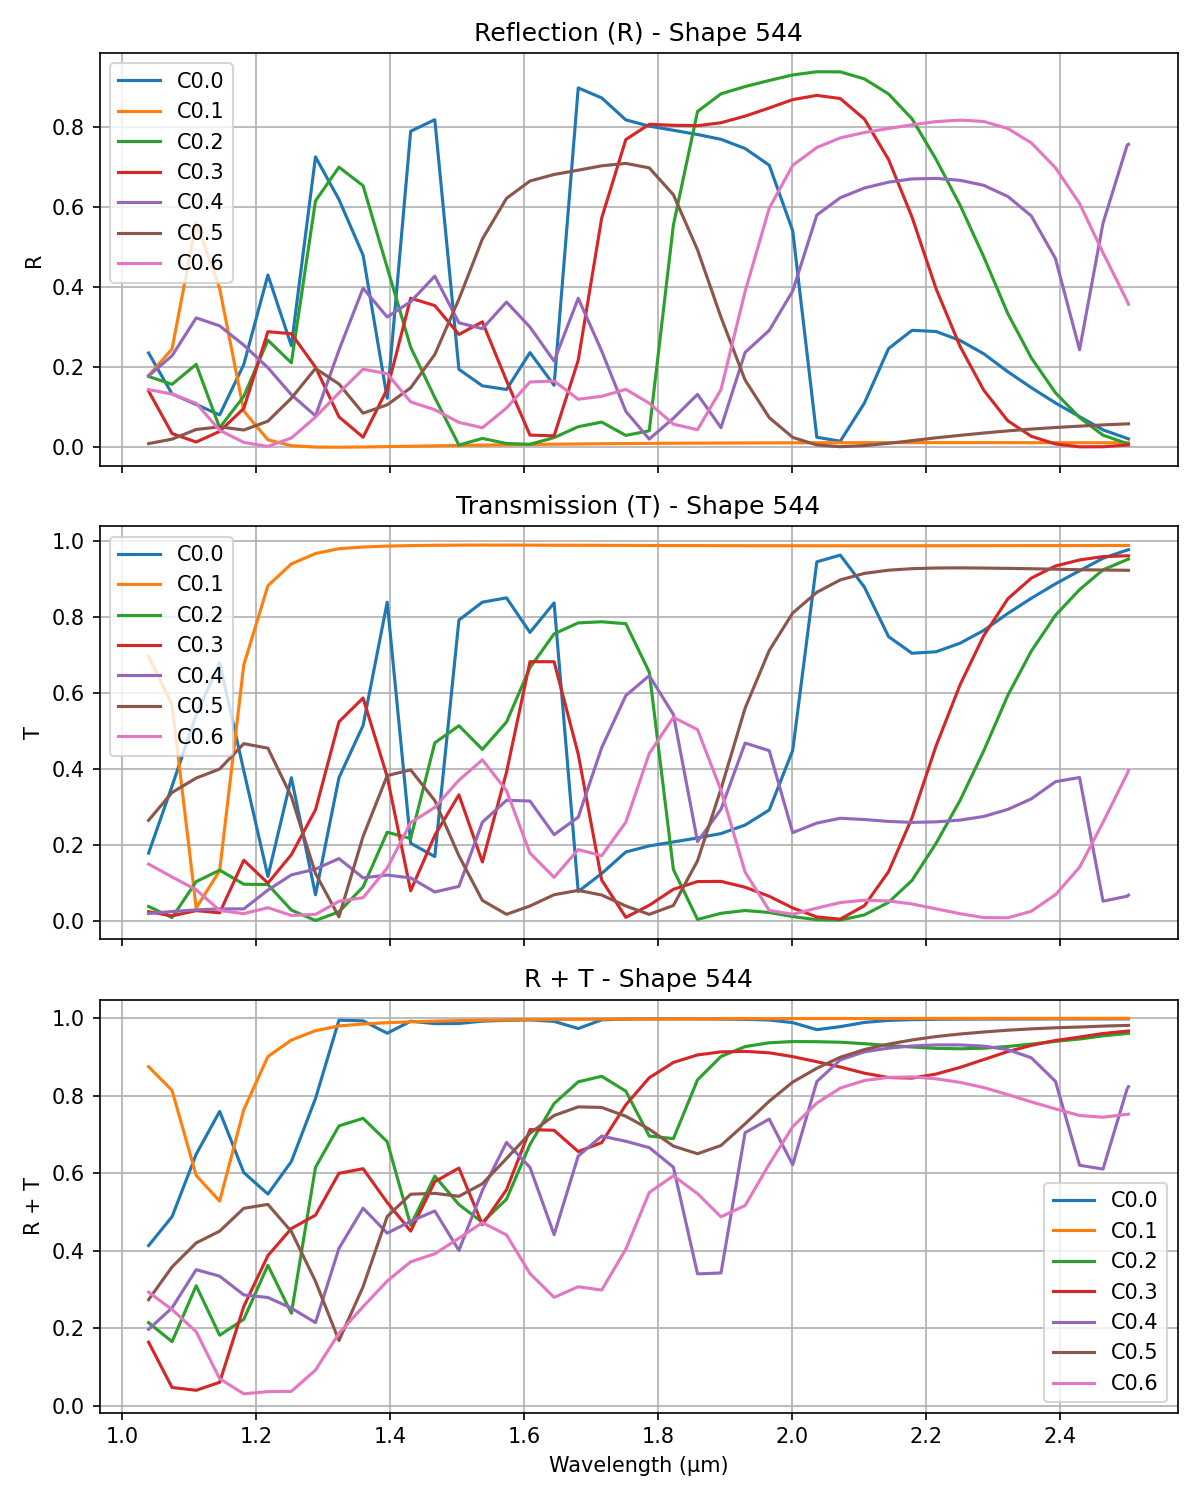 Reflection (R) - Shape 544
C0.0
C0.1
C0.2
C0.3
C0.4
C0.5
C0.6
0.8
0.6
0.4
0.2
0.0
R
Transmission (T) - Shape 544
C0.0
C0.1
C0.2
C0.3
C0.4
C0.5
C0.6
1.0
0.8
0.6
0.4
0.2
0.0
T
R + T - Shape 544
1.0
0.8
0.6
0.4
0.2
0.0
R + T
C0.0
C0.1
C0.2
C0.3
C0.4
C0.5
C0.6
1.0 1.2 1.4 1.6 1.8 2.0 2.2 2.4
Wavelength (μm)